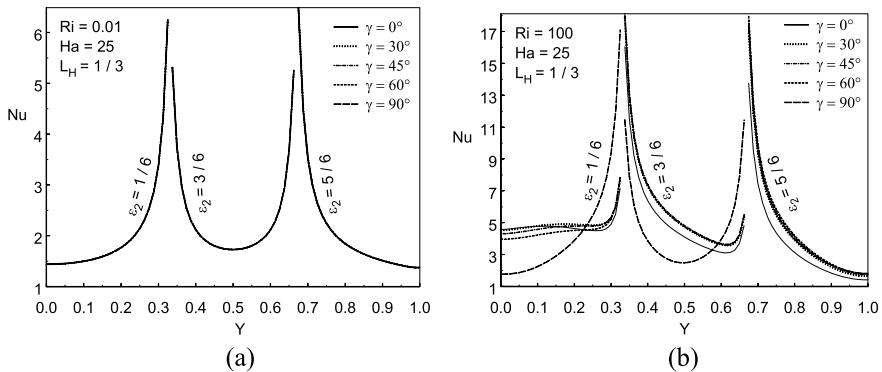 Ri = 0.01
Ha = 25
L_H = 1 / 3
γ = 0°
γ = 30°
γ = 45°
γ = 60°
γ = 90°
6
5
4
3
2
1
Nu
ε₂ = 1 / 6
ε₂ = 3 / 6
ε₂ = 5 / 6
0.0 0.1 0.2 0.3 0.4 0.5 0.6 0.7 0.8 0.9 1.0
Y
(a)
Ri = 100
Ha = 25
L_H = 1 / 3
γ = 0°
γ = 30°
γ = 45°
γ = 60°
γ = 90°
17
15
13
11
9
7
5
3
1
Nu
ε₂ = 1 / 6
ε₂ = 3 / 6
ε₂ = 5 / 6
0.0 0.1 0.2 0.3 0.4 0.5 0.6 0.7 0.8 0.9 1.0
Y
(b)